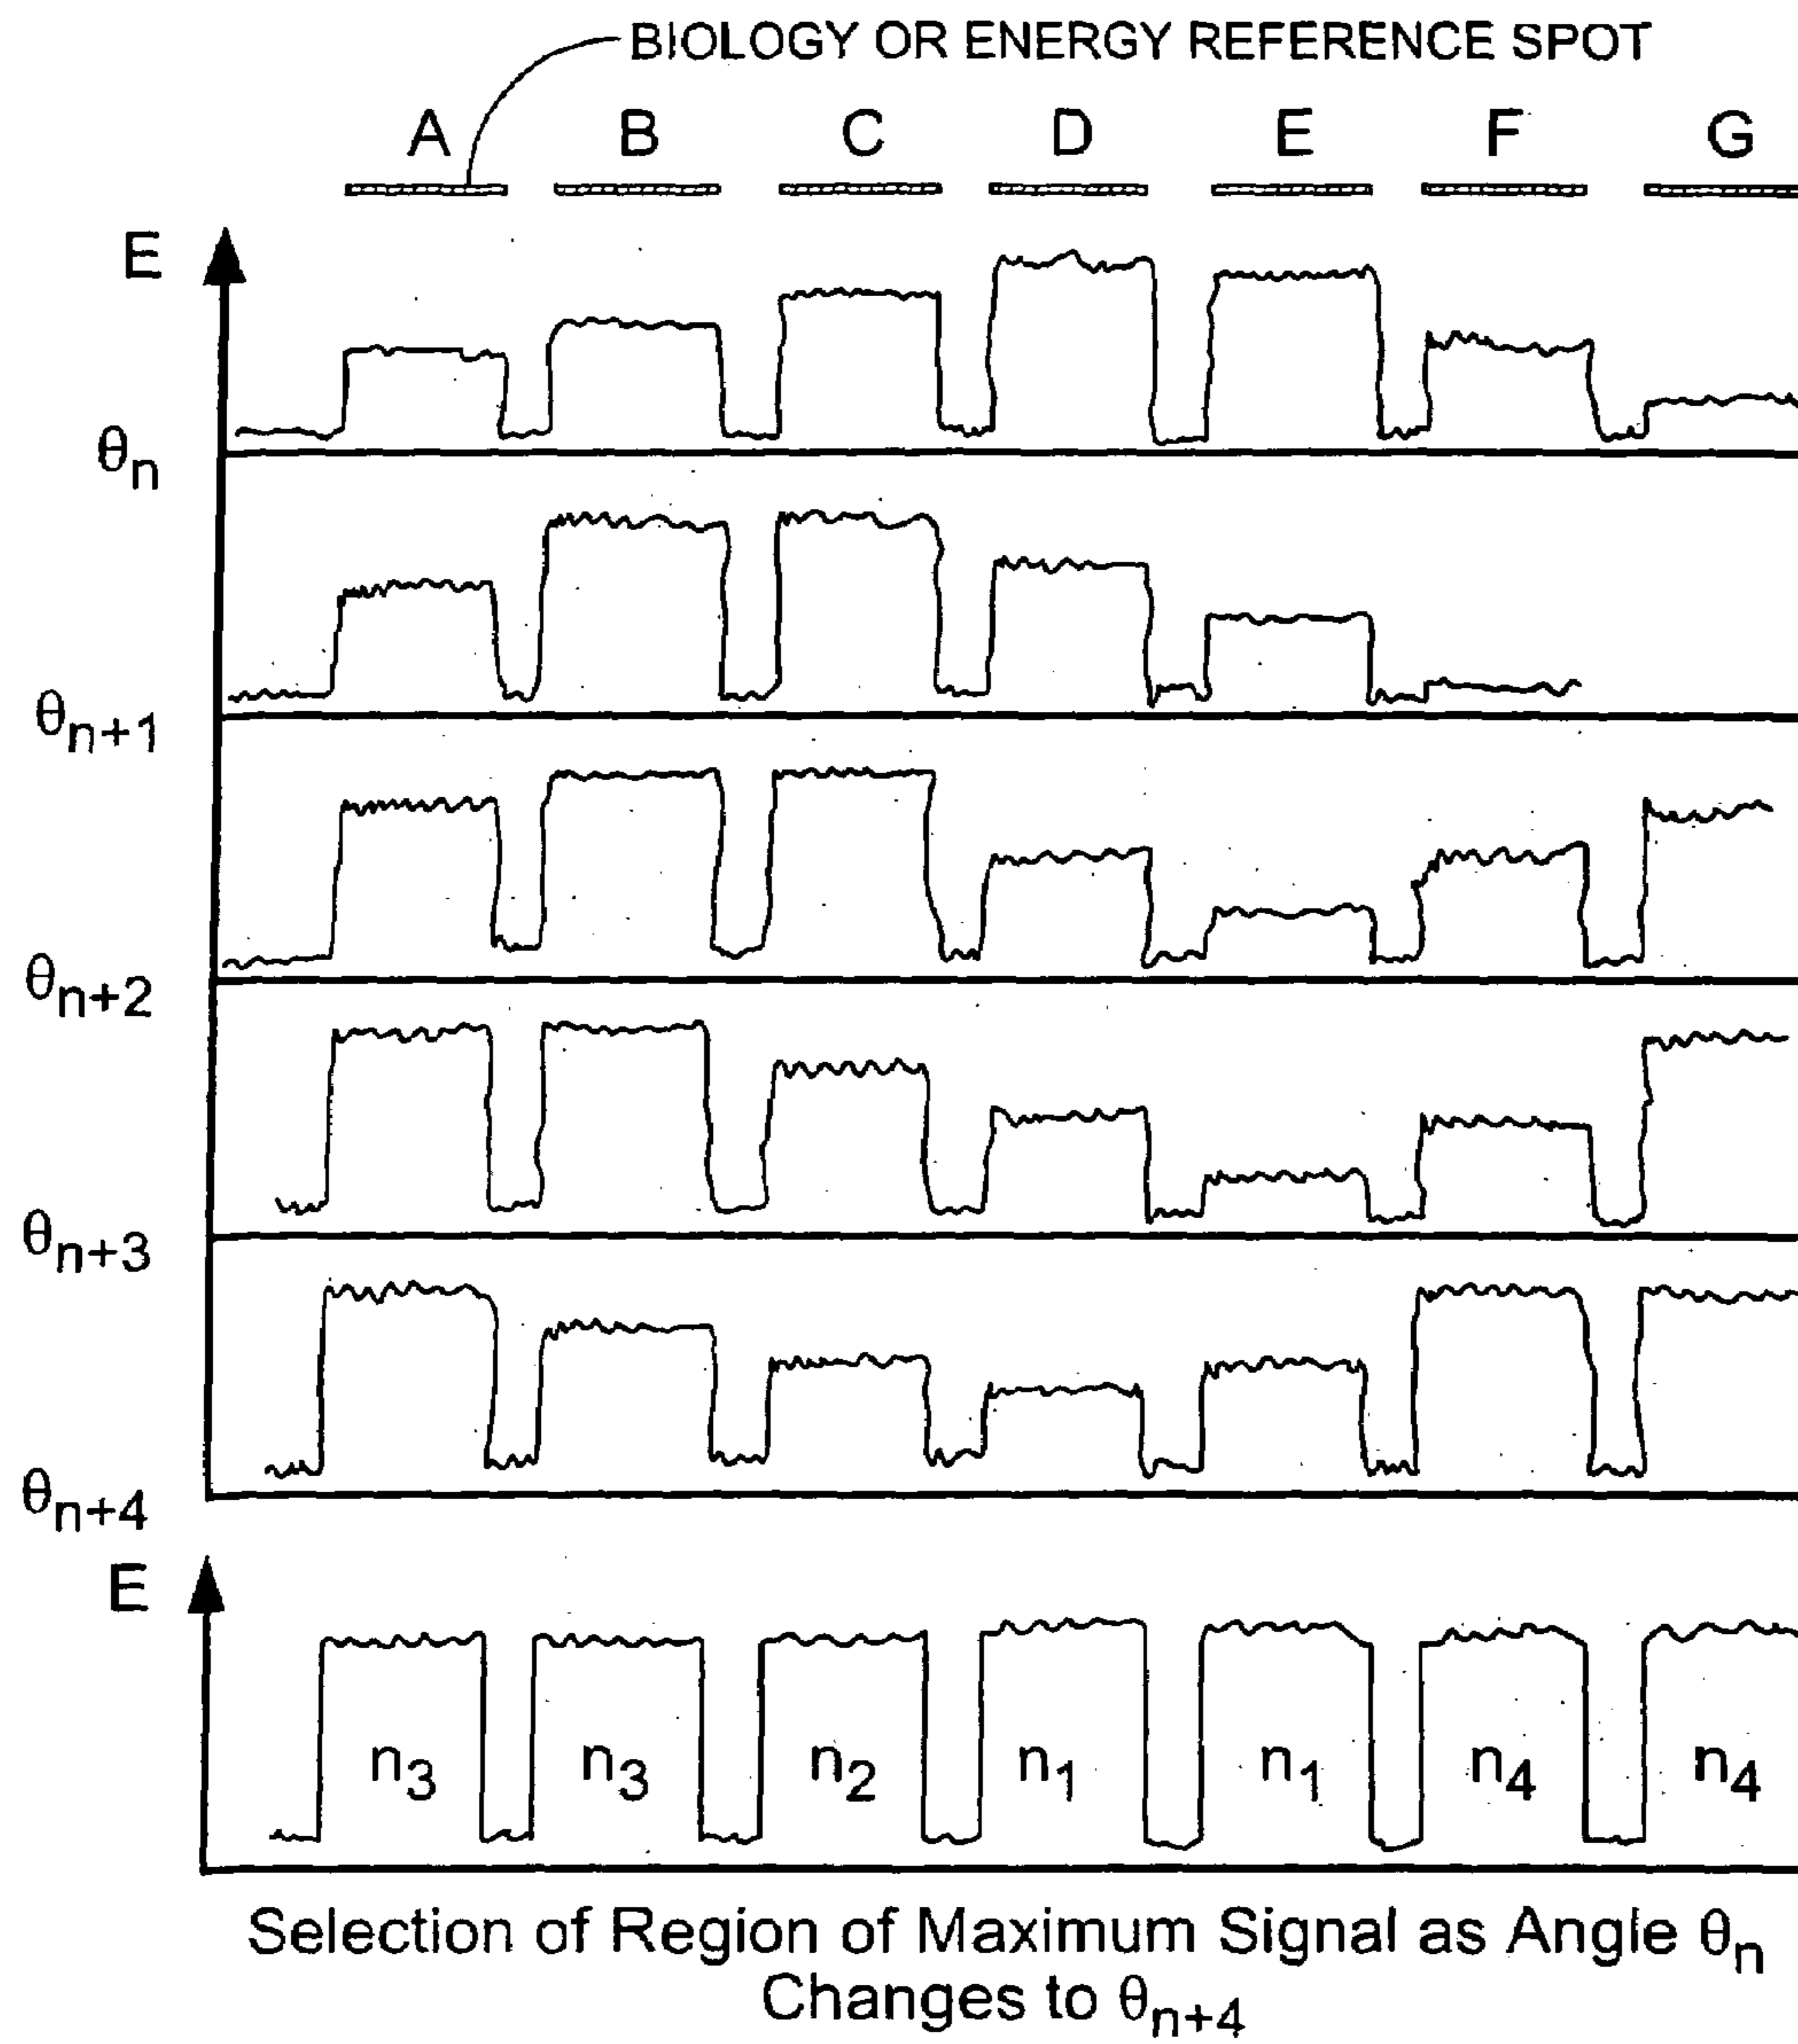 BIOLOGY OR ENERGY REFERENCE SPOT
A B C D E F G
E
θn
θn+1
θn+2
θn+3
θn+4
E
n3 n3 n2 n1 n1 n4 n4
Selection of Region of Maximum Signal as Angle θn
Changes to θn+4